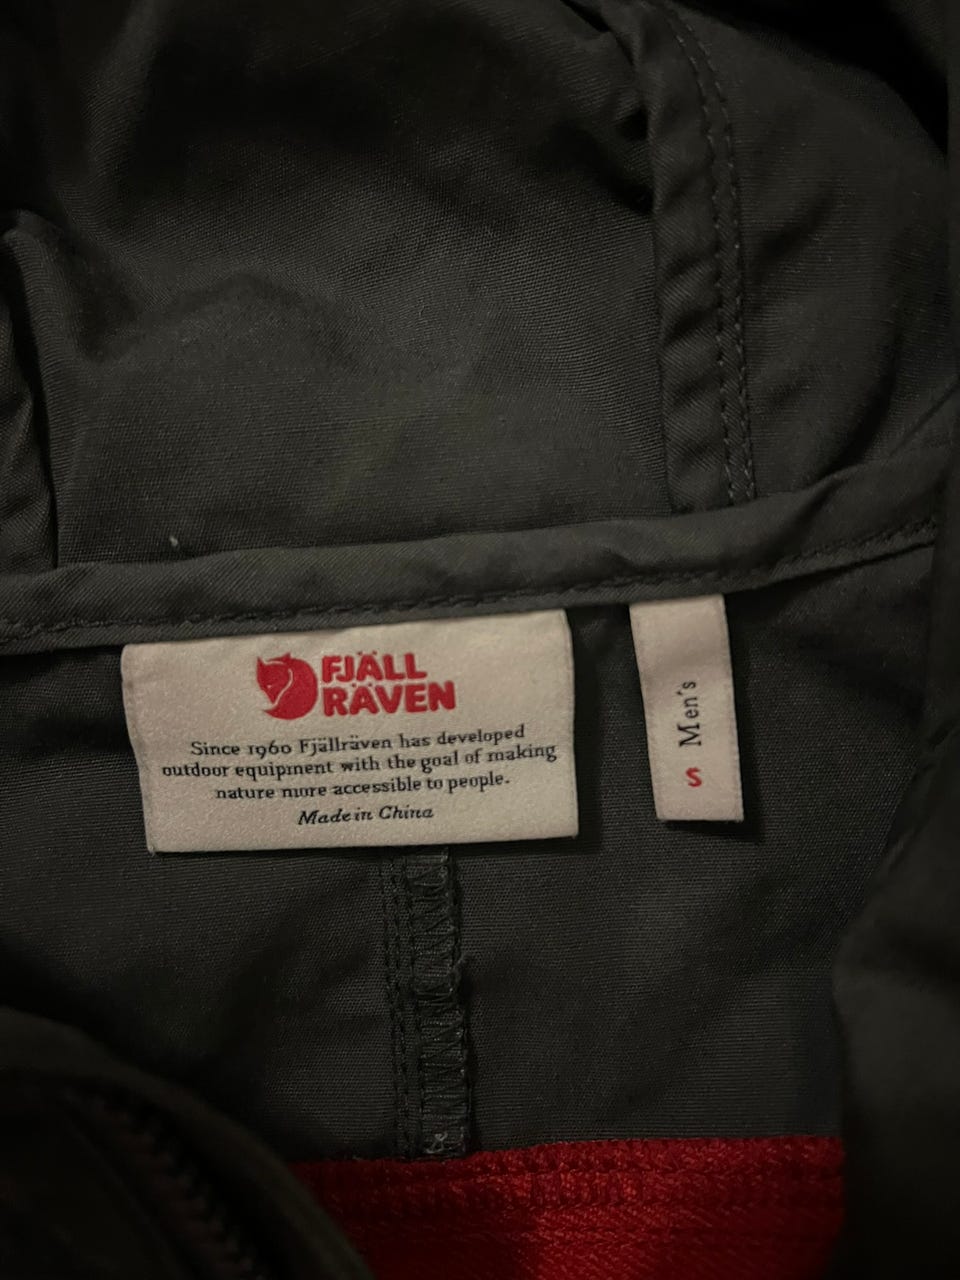 FJÄLL
RÄVEN
Since 1960 Fjällräven has developed
outdoor equipment with the goal of making
nature more accessible to people.
Made in China
Men's
S